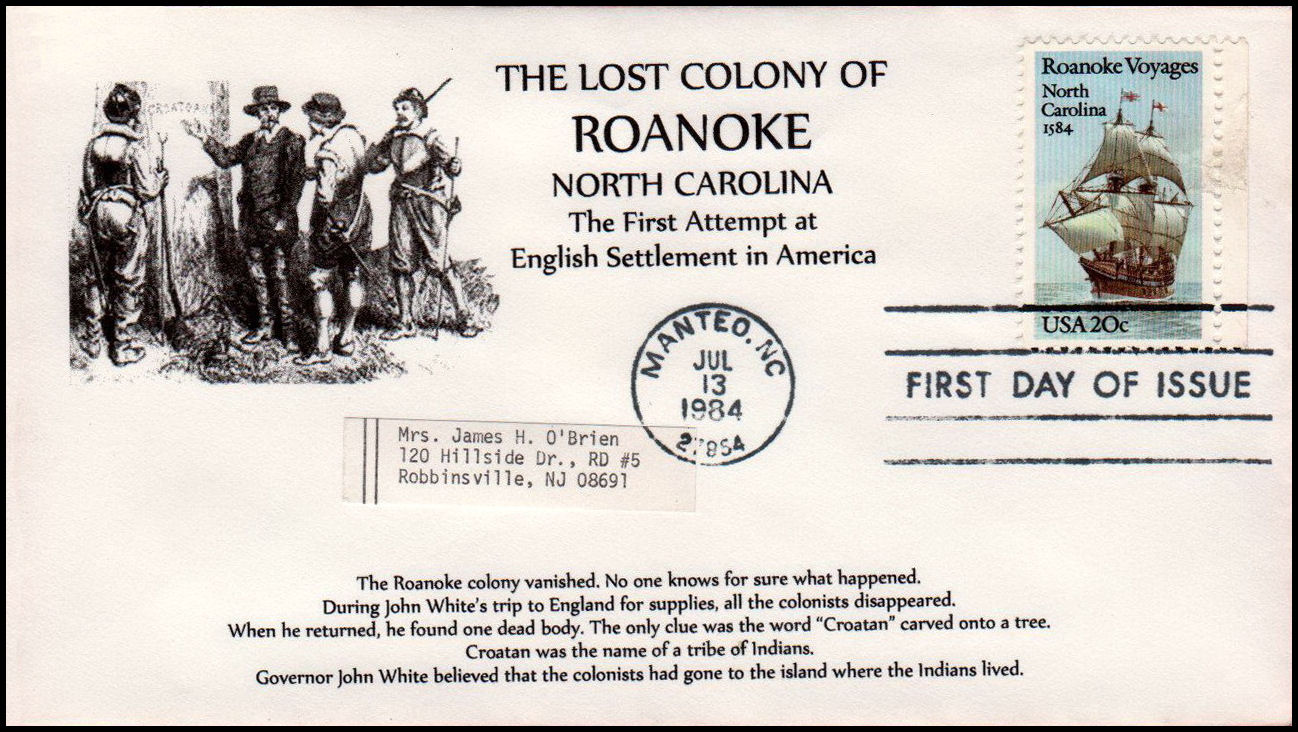 THE LOST COLONY OF
ROANOKE
NORTH CAROLINA
The First Attempt at
English Settlement in America
Roanoke Voyages
North
Carolina
1584
USA 20c
CROATOAN
MANTEO, NC
JUL
13
1984
27954
FIRST DAY OF ISSUE
Mrs. James H. O'Brien
120 Hillside Dr., RD #5
Robbinsville, NJ 08691
The Roanoke colony vanished. No one knows for sure what happened.
During John White's trip to England for supplies, all the colonists disappeared.
When he returned, he found one dead body. The only clue was the word "Croatan" carved onto a tree.
Croatan was the name of a tribe of Indians.
Governor John White believed that the colonists had gone to the island where the Indians lived.